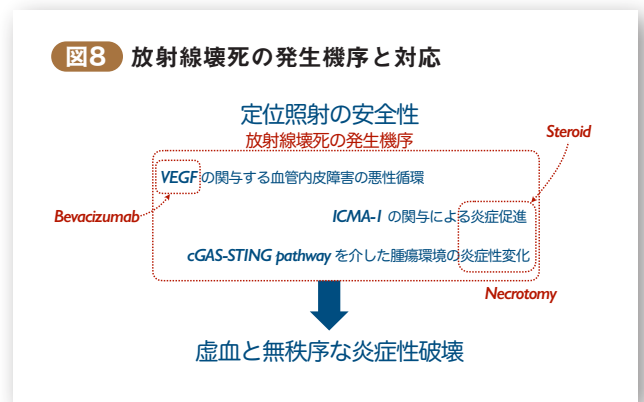 図8 放射線壊死の発生機序と対応
定位照射の安全性
放射線壊死の発生機序
Steroid
VEGF の関与する血管内皮障害の悪性循環
Bevacizumab
ICMA-1 の関与による炎症促進
cGAS-STING pathway を介した腫瘍環境の炎症性変化
Necrotomy
虚血と無秩序な炎症性破壊